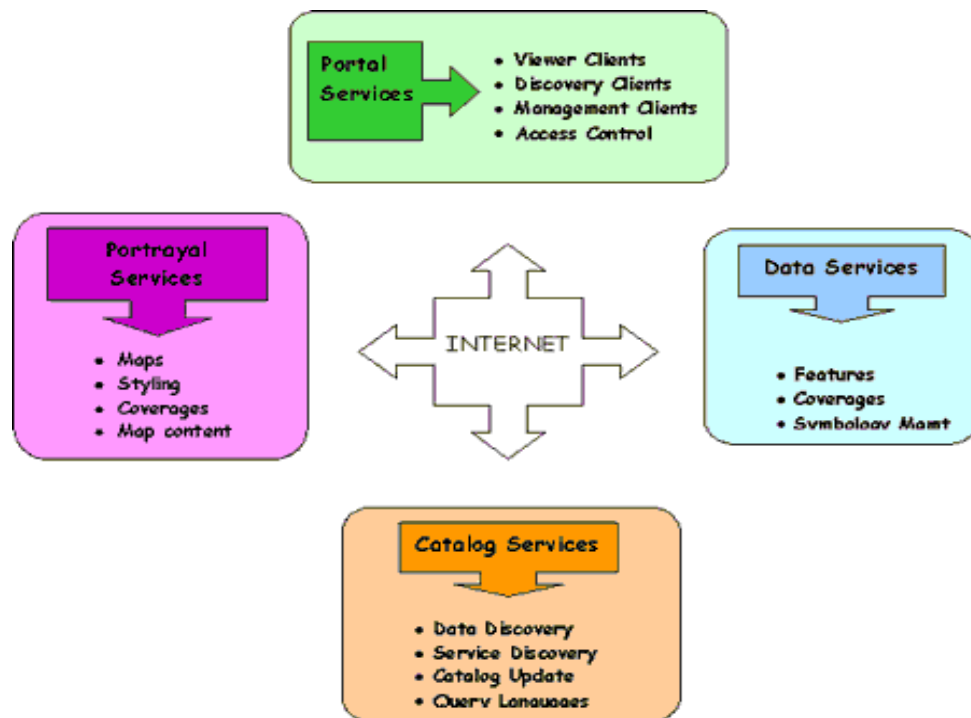 Portal
Services
• Viewer Clients
• Discovery Clients
• Management Clients
• Access Control
Portrayal
Services
• Maps
• Styling
• Coverages
• Map content
INTERNET
Data Services
• Features
• Coverages
• Symbology Mgmt
Catalog Services
• Data Discovery
• Service Discovery
• Catalog Update
• Query Languages